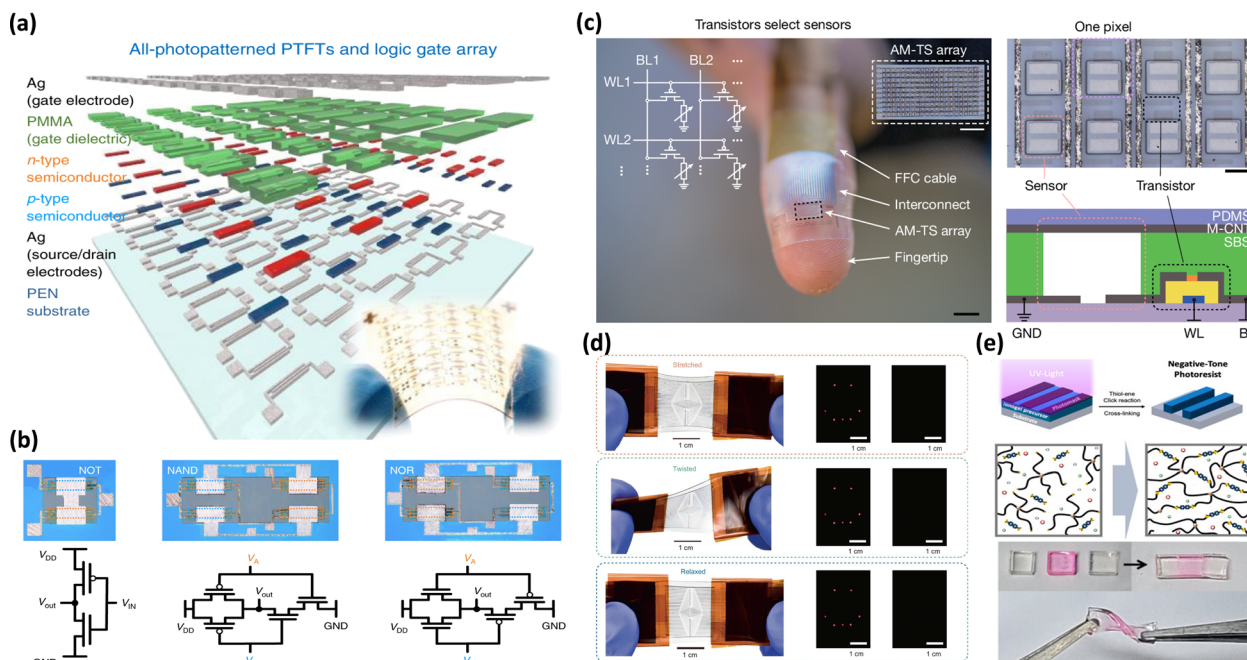 (a)
All-photopatterned PTFTs and logic gate array
Ag
(gate electrode)
PMMA
(gate dielectric)
n-type
semiconductor
p-type
semiconductor
Ag
(source/drain
electrodes)
PEN
substrate
(b)
NOT
NAND
NOR
VDD
Vout
VIN
GND
VA
Vout
VDD
GND
VA
Vout
VDD
GND
(c)
Transistors select sensors
BL1
BL2
WL1
WL2
AM-TS array
FFC cable
Interconnect
AM-TS array
Fingertip
One pixel
Sensor
Transistor
PDMS
M-CNT
SBS
GND
WL
B
(d)
Stretched
1 cm
1 cm
1 cm
Twisted
1 cm
1 cm
1 cm
Relaxed
1 cm
1 cm
1 cm
(e)
UV-Light
Ionogel precursor
Photomask
Substrate
Thiol-ene
Click reaction
Cross-linking
Negative-Tone
Photoresist